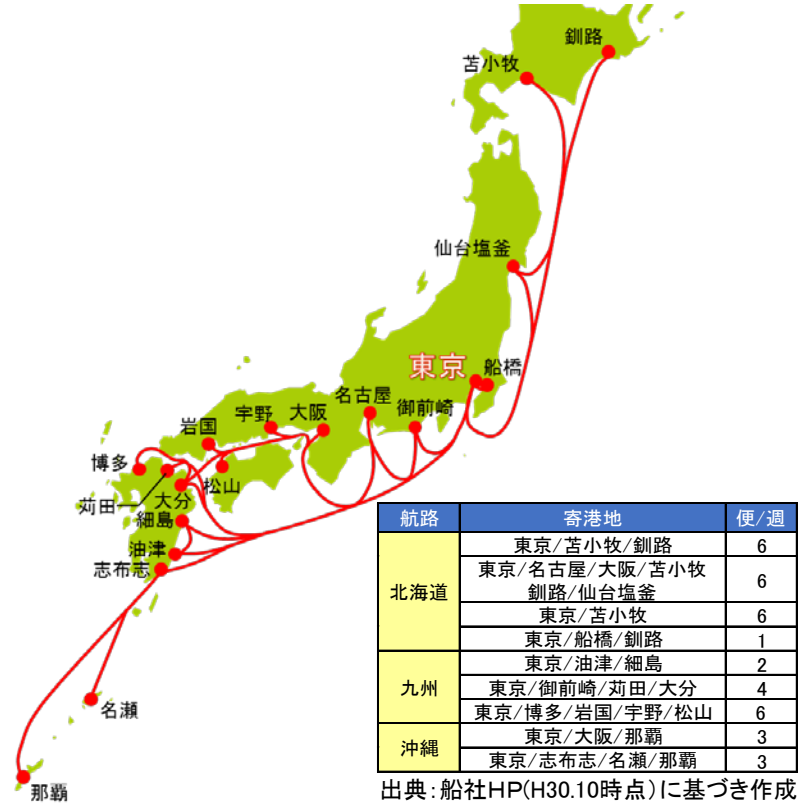 釧路
苫小牧
仙台塩釜
東京
船橋
名古屋
御前崎
宇野
大阪
岩国
博多
松山
苅田
大分
細島
油津
志布志
名瀬
那覇
航路 寄港地 便/週
北海道
東京/苫小牧/釧路 6
東京/名古屋/大阪/苫小牧
釧路/仙台塩釜 6
東京/苫小牧 6
東京/船橋/釧路 1
九州
東京/油津/細島 2
東京/御前崎/苅田/大分 4
東京/博多/岩国/宇野/松山 6
沖縄
東京/大阪/那覇 3
東京/志布志/名瀬/那覇 3
出典:船社HP(H30.10時点)に基づき作成